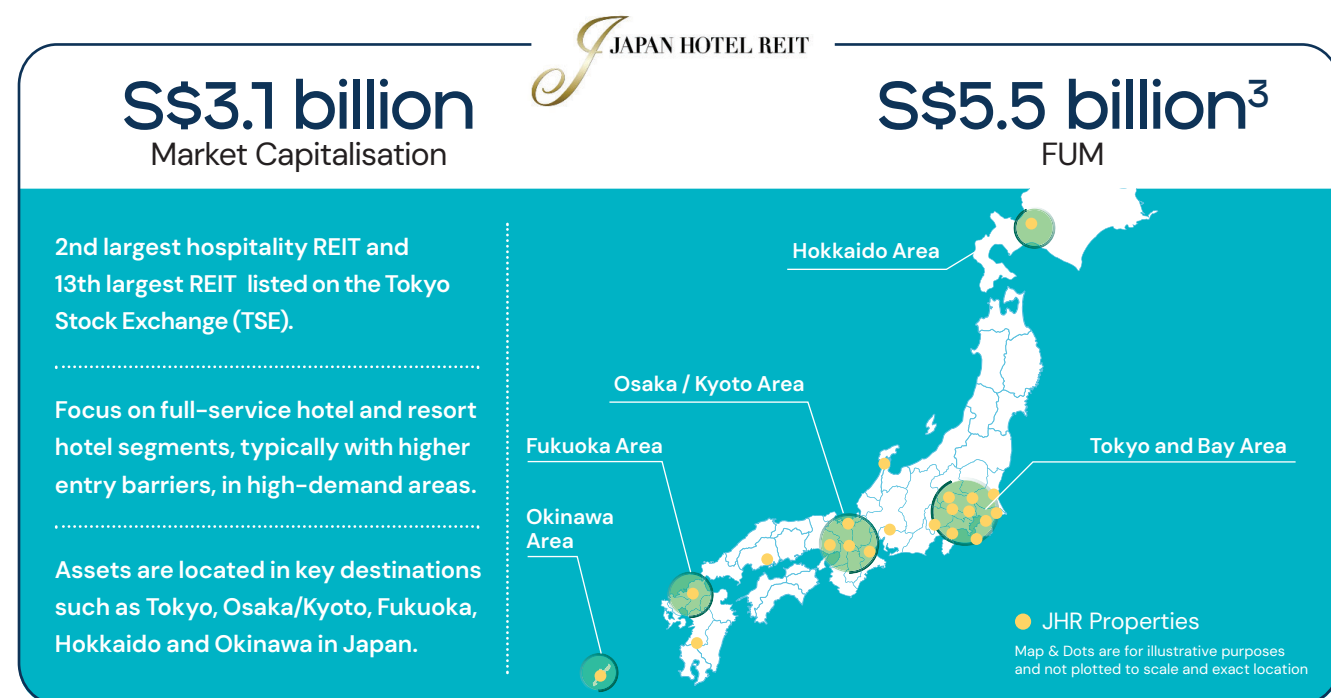 JAPAN HOTEL REIT
S$3.1 billion
Market Capitalisation
S$5.5 billion³
FUM
2nd largest hospitality REIT and
13th largest REIT listed on the Tokyo
Stock Exchange (TSE).
Focus on full-service hotel and resort
hotel segments, typically with higher
entry barriers, in high-demand areas.
Assets are located in key destinations
such as Tokyo, Osaka/Kyoto, Fukuoka,
Hokkaido and Okinawa in Japan.
Hokkaido Area
Osaka / Kyoto Area
Fukuoka Area
Tokyo and Bay Area
Okinawa
Area
JHR Properties
Map & Dots are for illustrative purposes
and not plotted to scale and exact location